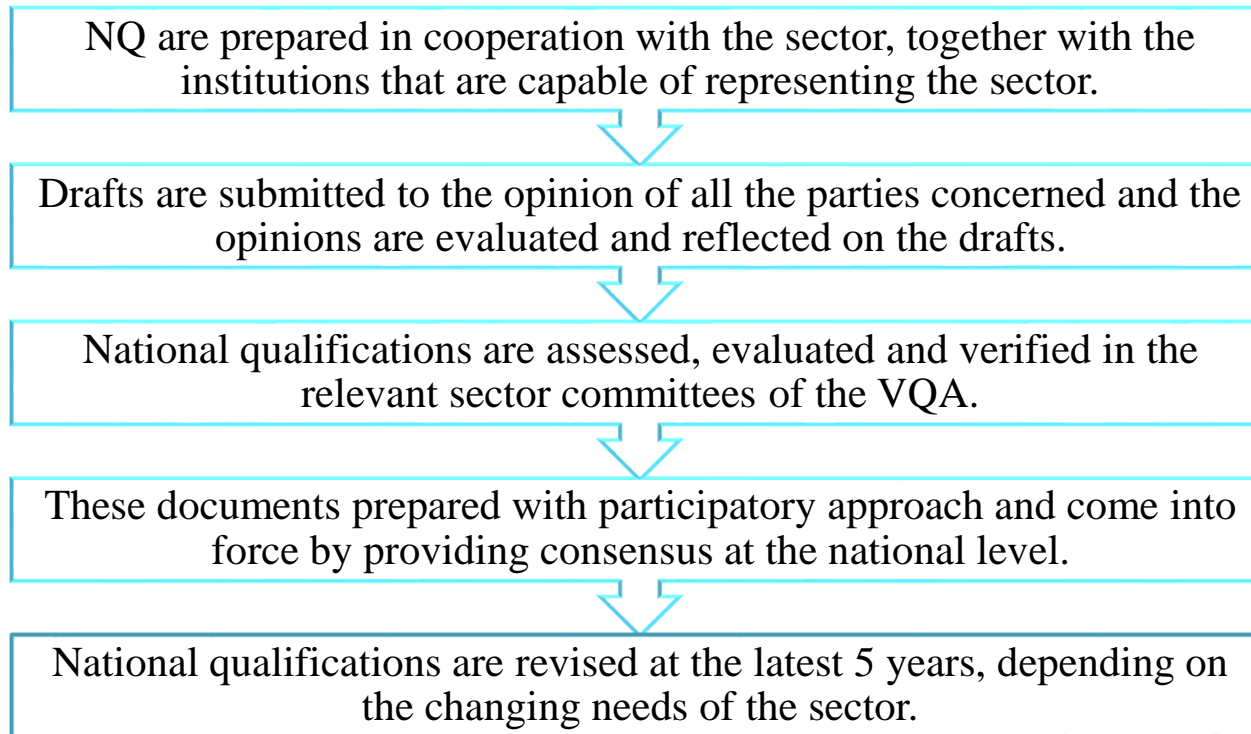 NQ are prepared in cooperation with the sector, together with the
institutions that are capable of representing the sector.
Drafts are submitted to the opinion of all the parties concerned and the
opinions are evaluated and reflected on the drafts.
National qualifications are assessed, evaluated and verified in the
relevant sector committees of the VQA.
These documents prepared with participatory approach and come into
force by providing consensus at the national level.
National qualifications are revised at the latest 5 years, depending on
the changing needs of the sector.